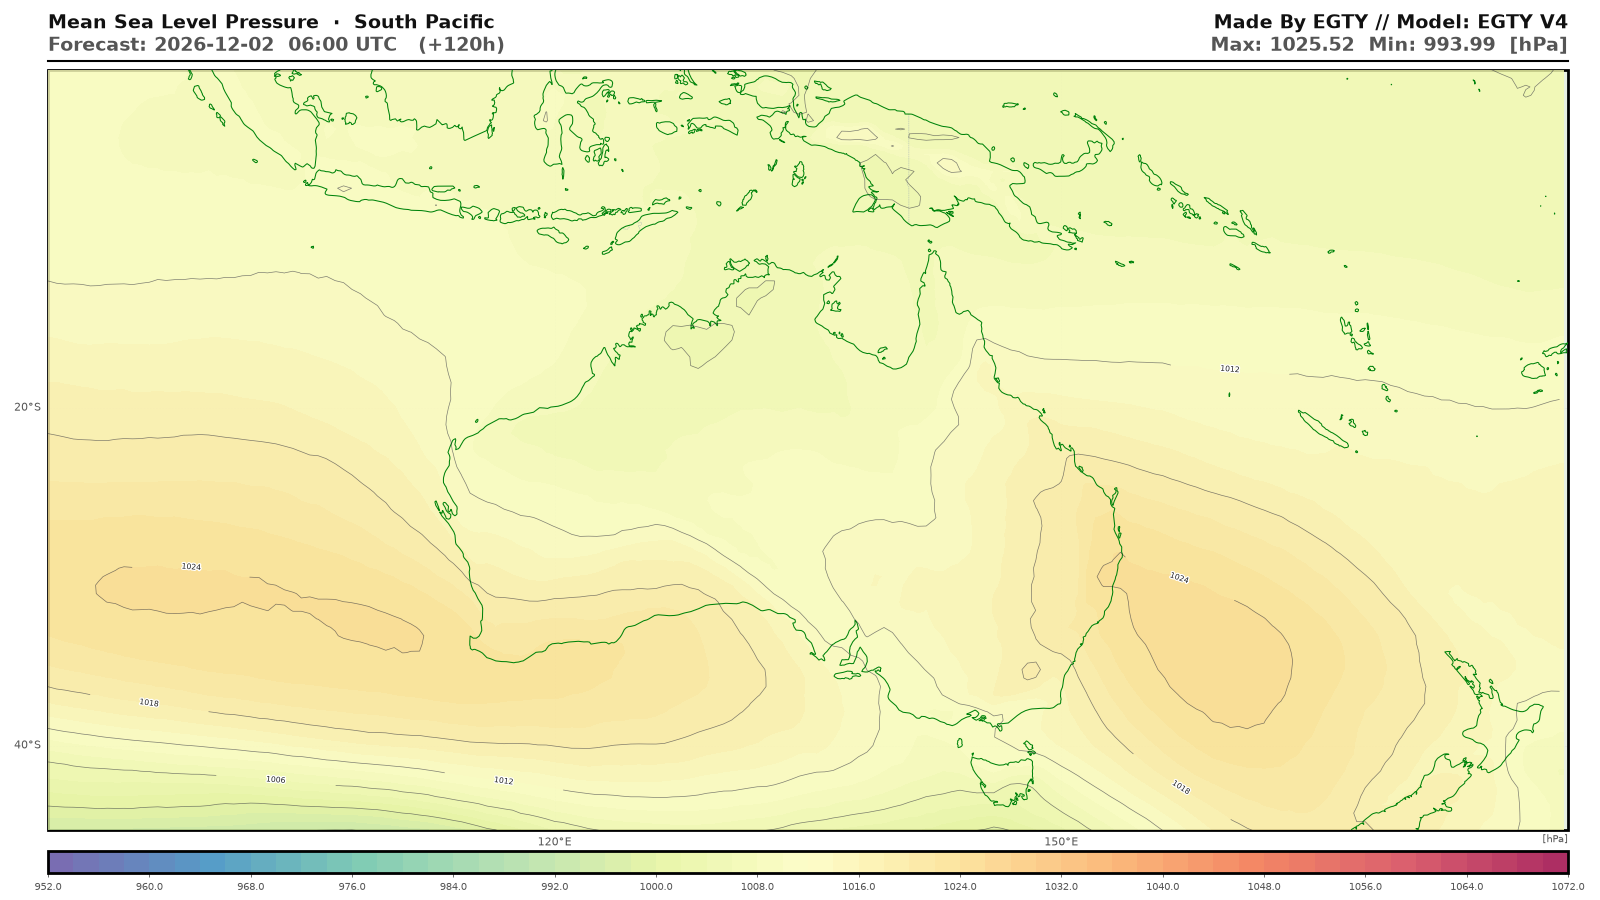 Mean Sea Level Pressure · South Pacific
Made By EGTY // Model: EGTY V4
Forecast: 2026-12-02 06:00 UTC (+120h)
Max: 1025.52 Min: 993.99 [hPa]
1012
20°S
1024
1024
1018
40°S
1006
1012
1018
120°E
150°E
[hPa]
952.0 960.0 968.0 976.0 984.0 992.0 1000.0 1008.0 1016.0 1024.0 1032.0 1040.0 1048.0 1056.0 1064.0 1072.0